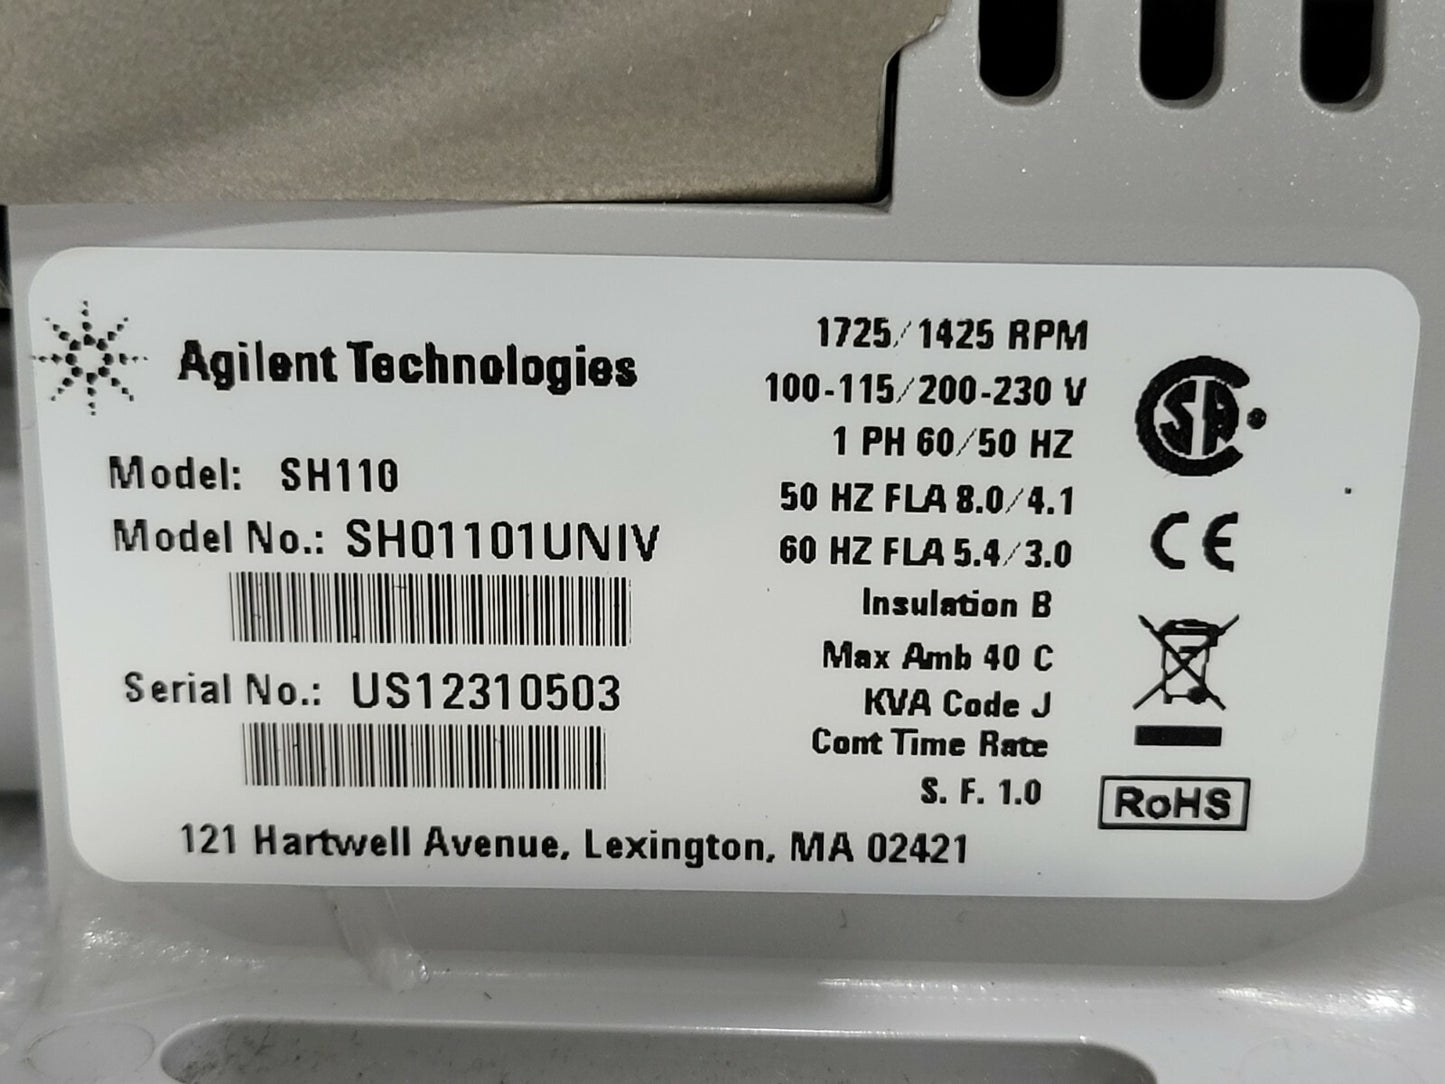 Agilent Technologies
Model: SH110
Model No.: SH01101UNIV
Serial No.: US12310503
121 Hartwell Avenue, Lexington, MA 02421
1725/1425 RPM
100-115/200-230 V
1 PH 60/50 HZ
50 HZ FLA 8.0/4.1
60 HZ FLA 5.4/3.0
Insulation B
Max Amb 40 C
KVA Code J
Cont Time Rate
S. F. 1.0
SA
CE
RoHS